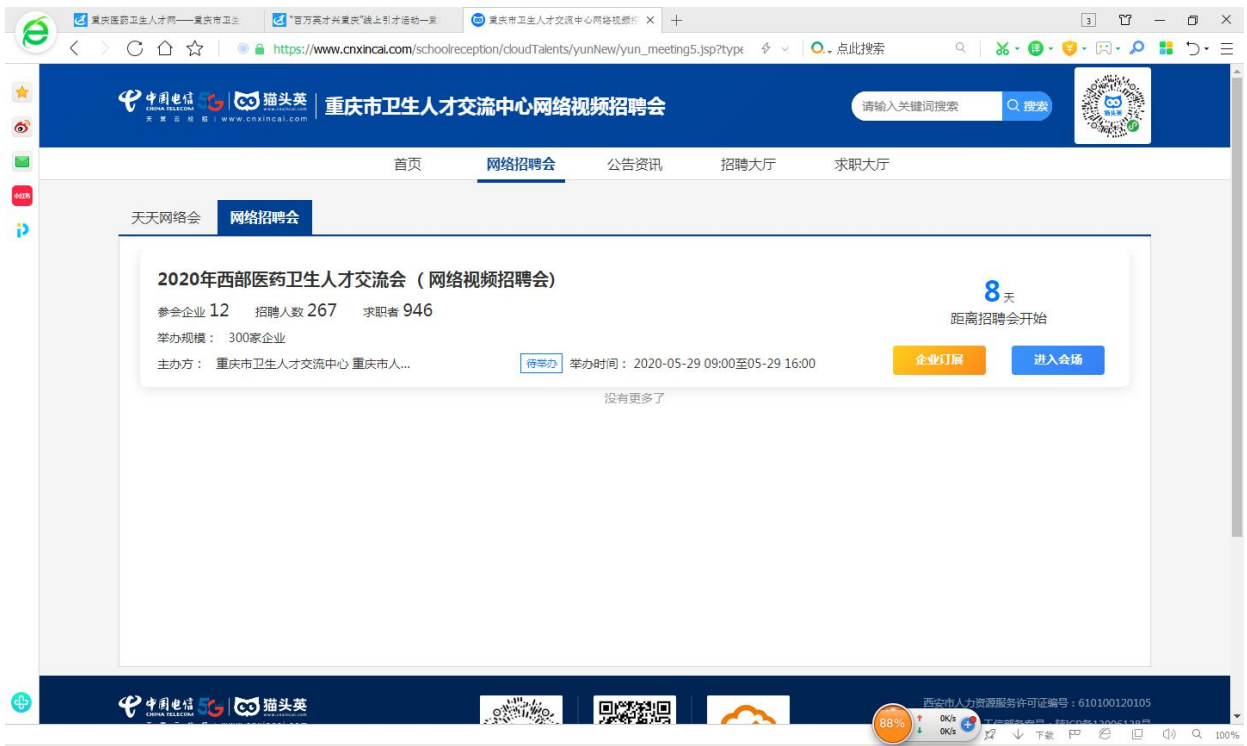 重庆医药卫生人才网——重庆市卫生
"百万英才兴重庆"线上引才活动—重
重庆市卫生人才交流中心网络视频招
3
https://www.cnxincai.com/schoolreception/cloudTalents/yunNew/yun_meeting5.jsp?type
点此搜索
中国电信 5G 猫头英
CHINA TELECOM
天翼云校招 | www.cnxincai.com
重庆市卫生人才交流中心网络视频招聘会
请输入关键词搜索
搜索
首页 网络招聘会 公告资讯 招聘大厅 求职大厅
天天网络会 网络招聘会
2020年西部医药卫生人才交流会（网络视频招聘会)
参会企业 12 招聘人数 267 求职者 946
举办规模： 300家企业
主办方： 重庆市卫生人才交流中心 重庆市人...
待举办 举办时间： 2020-05-29 09:00至05-29 16:00
8 天
距离招聘会开始
企业订展 进入会场
没有更多了
中国电信 5G 猫头英
CHINA TELECOM
西安市人力资源服务许可证编号：610100120105
88%
0K/s
0K/s
下载
100%